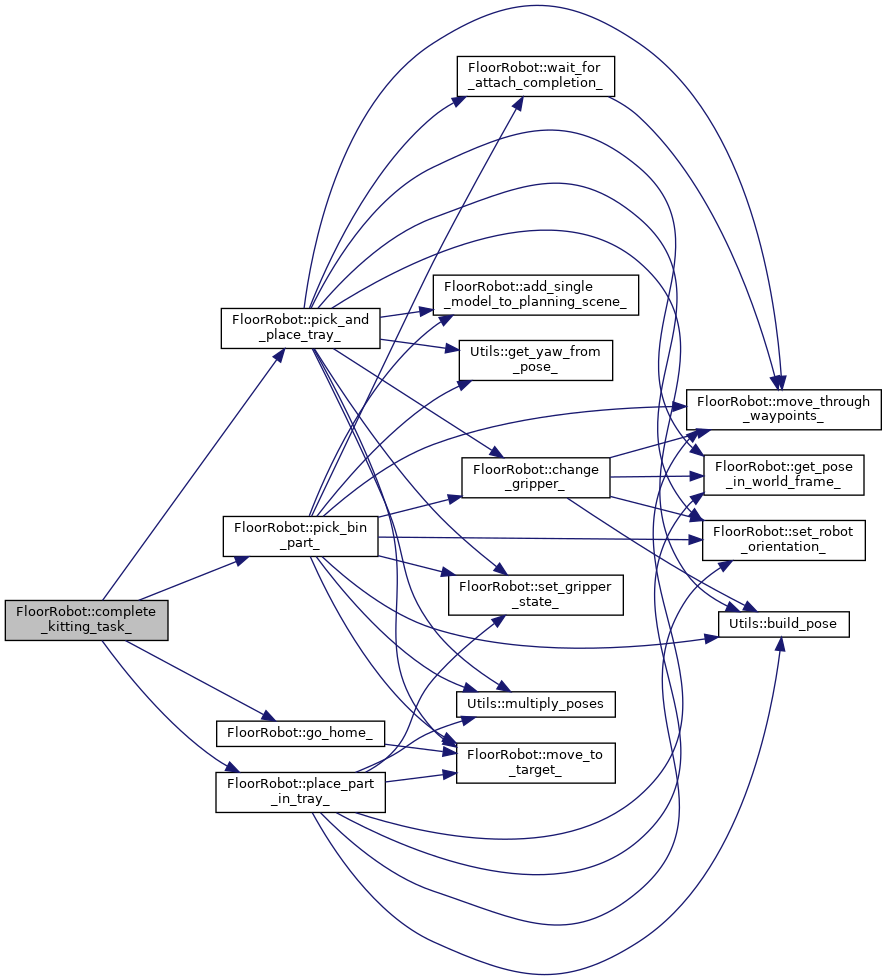 FloorRobot::wait_for
_attach_completion_
FloorRobot::add_single
_model_to_planning_scene_
FloorRobot::pick_and
_place_tray_
Utils::get_yaw_from
_pose_
FloorRobot::move_through
_waypoints_
FloorRobot::change
_gripper_
FloorRobot::get_pose
_in_world_frame_
FloorRobot::pick_bin
_part_
FloorRobot::set_robot
_orientation_
FloorRobot::set_gripper
_state_
FloorRobot::complete
_kitting_task_
Utils::build_pose
Utils::multiply_poses
FloorRobot::go_home_
FloorRobot::move_to
_target_
FloorRobot::place_part
_in_tray_